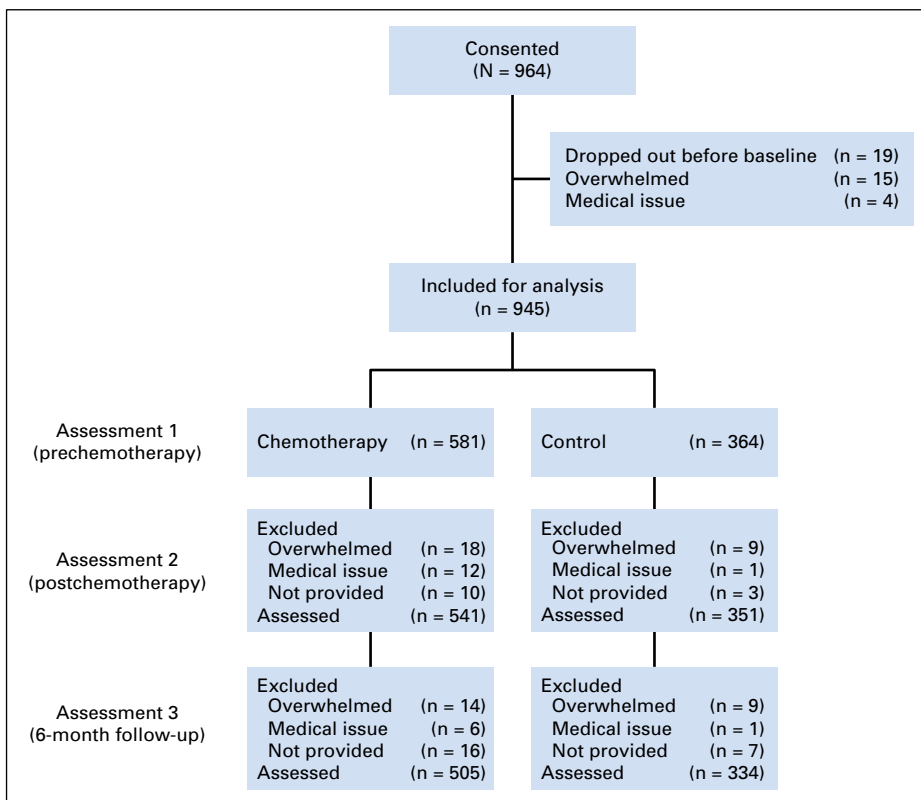 Consented
(N = 964)
Dropped out before baseline (n = 19)
Overwhelmed (n = 15)
Medical issue (n = 4)
Included for analysis
(n = 945)
Assessment 1
(prechemotherapy)
Chemotherapy (n = 581)
Control (n = 364)
Assessment 2
(postchemotherapy)
Excluded
Overwhelmed (n = 18)
Medical issue (n = 12)
Not provided (n = 10)
Assessed (n = 541)
Excluded
Overwhelmed (n = 9)
Medical issue (n = 1)
Not provided (n = 3)
Assessed (n = 351)
Assessment 3
(6-month follow-up)
Excluded
Overwhelmed (n = 14)
Medical issue (n = 6)
Not provided (n = 16)
Assessed (n = 505)
Excluded
Overwhelmed (n = 9)
Medical issue (n = 1)
Not provided (n = 7)
Assessed (n = 334)